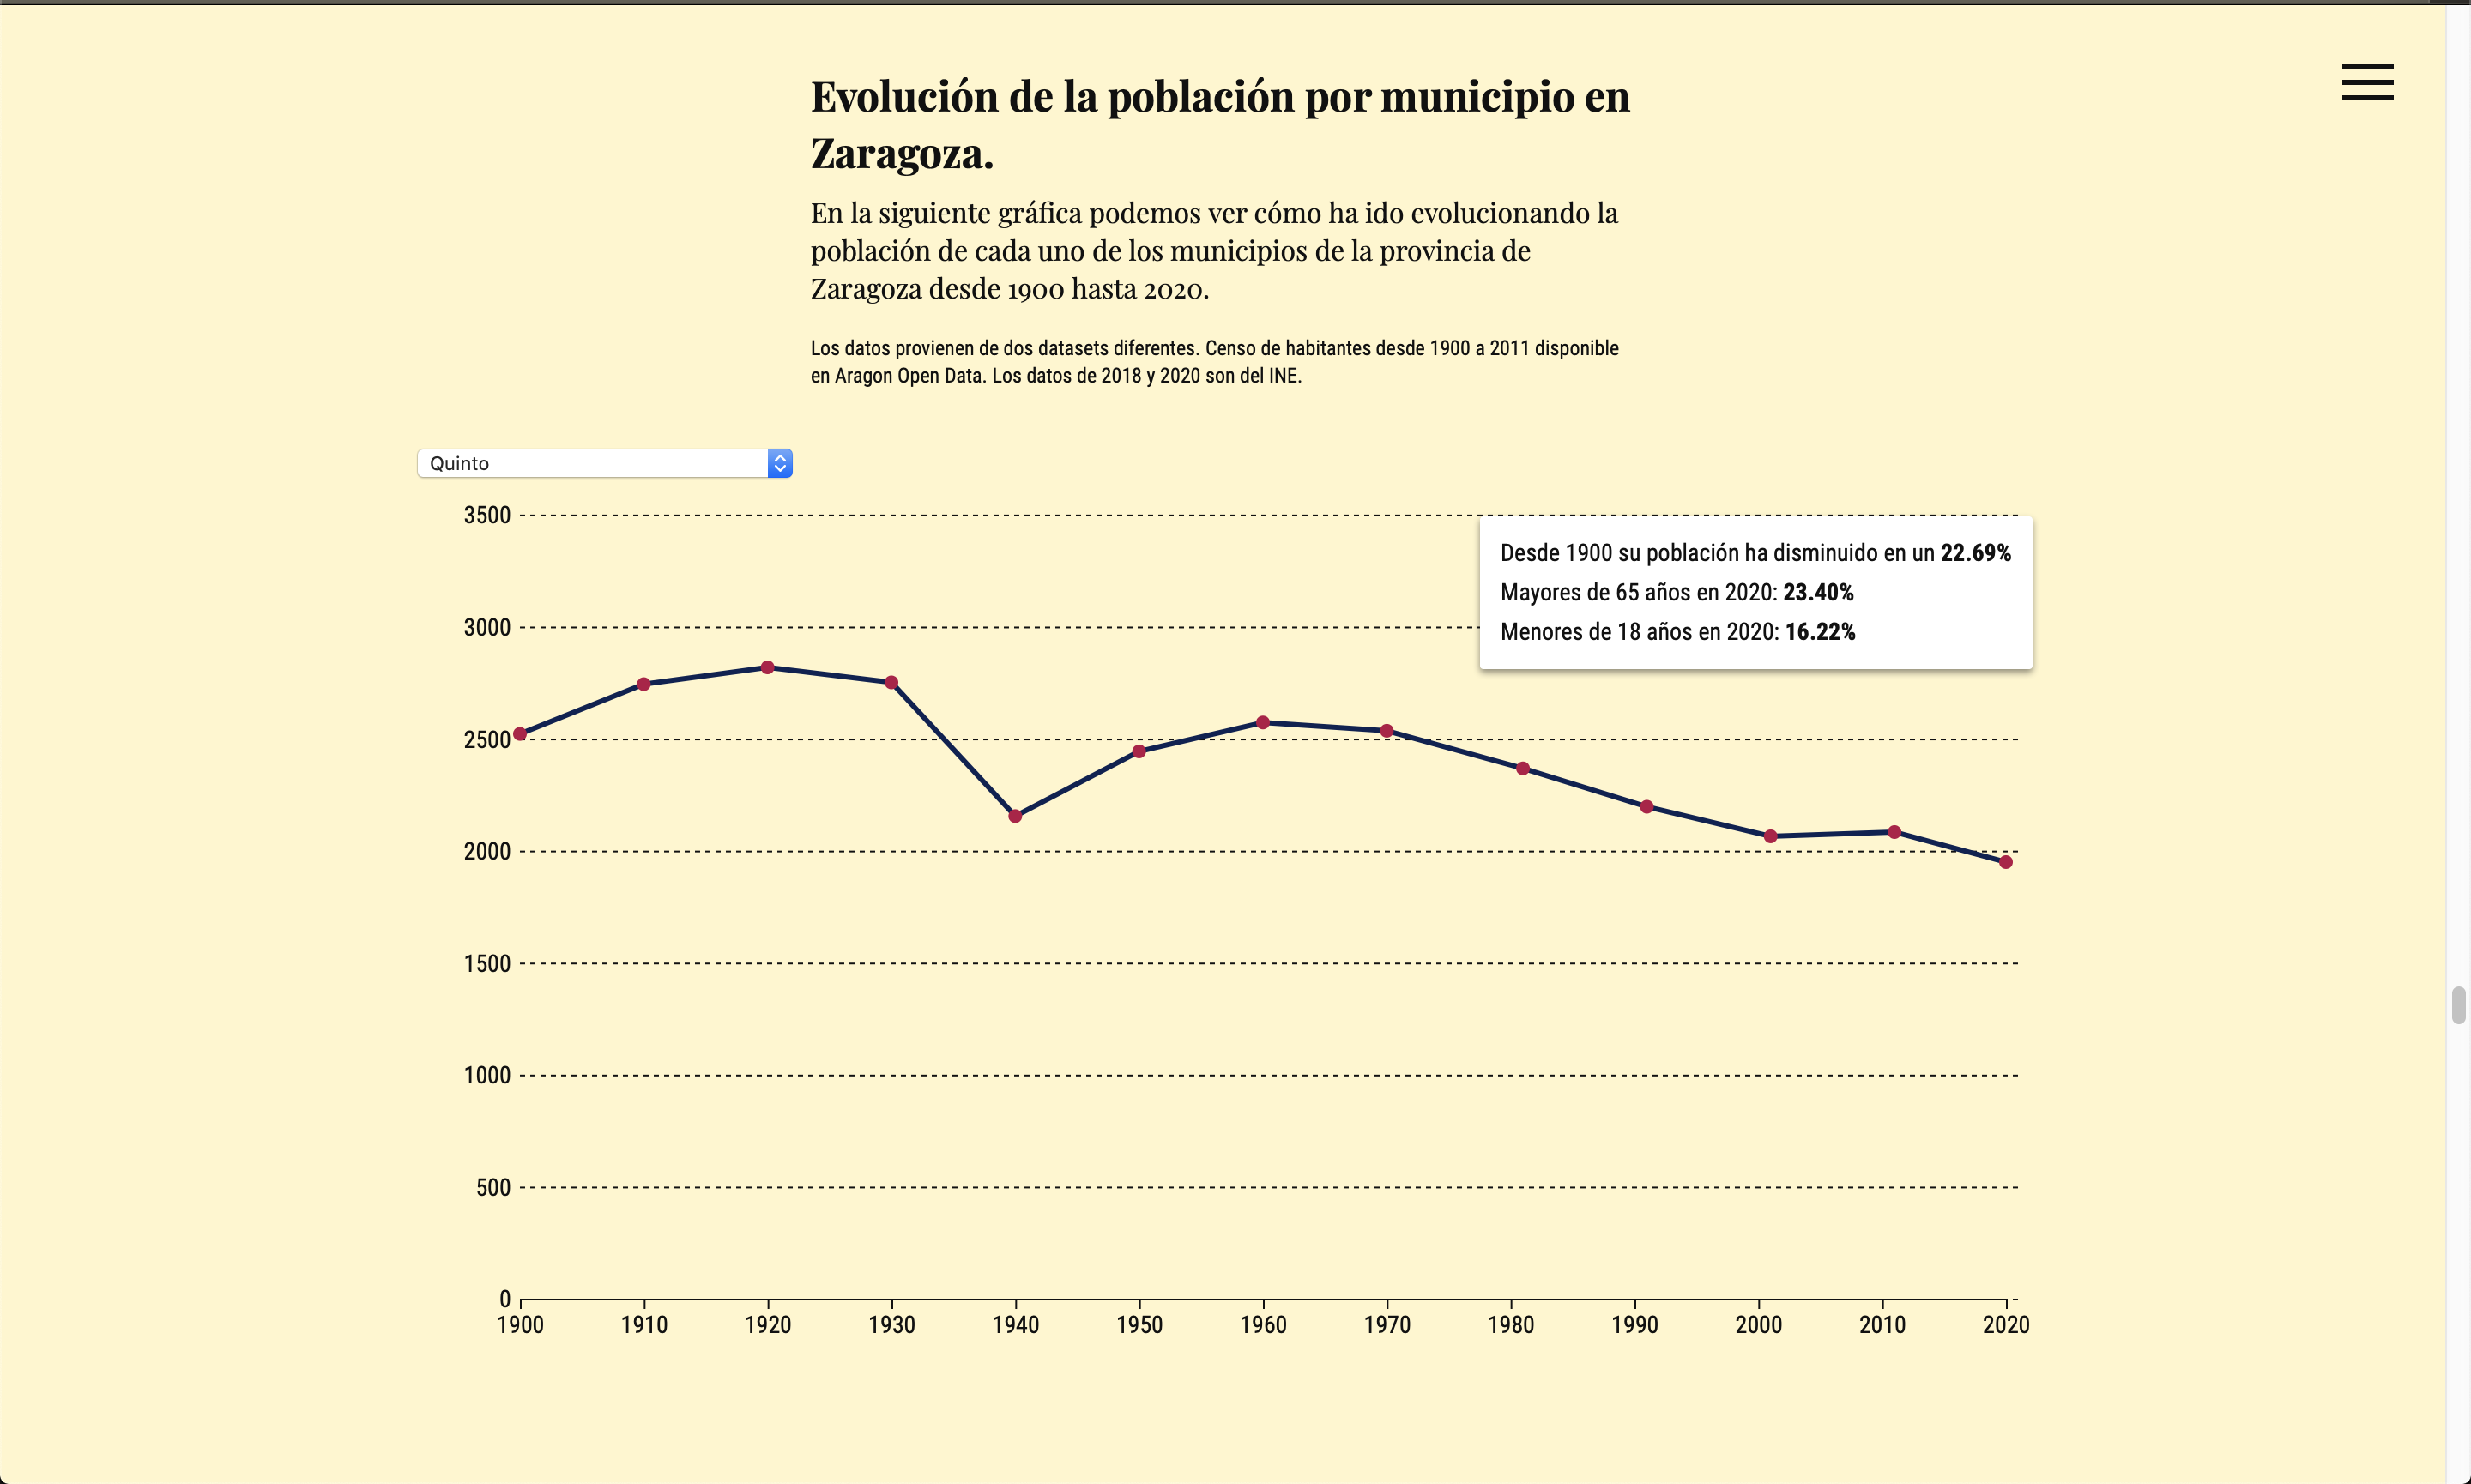 Evolución de la población por municipio en
Zaragoza.
En la siguiente gráfica podemos ver cómo ha ido evolucionando la
población de cada uno de los municipios de la provincia de
Zaragoza desde 1900 hasta 2020.
Los datos provienen de dos datasets diferentes. Censo de habitantes desde 1900 a 2011 disponible
en Aragon Open Data. Los datos de 2018 y 2020 son del INE.
Quinto
3500
Desde 1900 su población ha disminuido en un 22.69%
Mayores de 65 años en 2020: 23.40%
Menores de 18 años en 2020: 16.22%
3000
2500
2000
1500
1000
500
0
1900 1910 1920 1930 1940 1950 1960 1970 1980 1990 2000 2010 2020